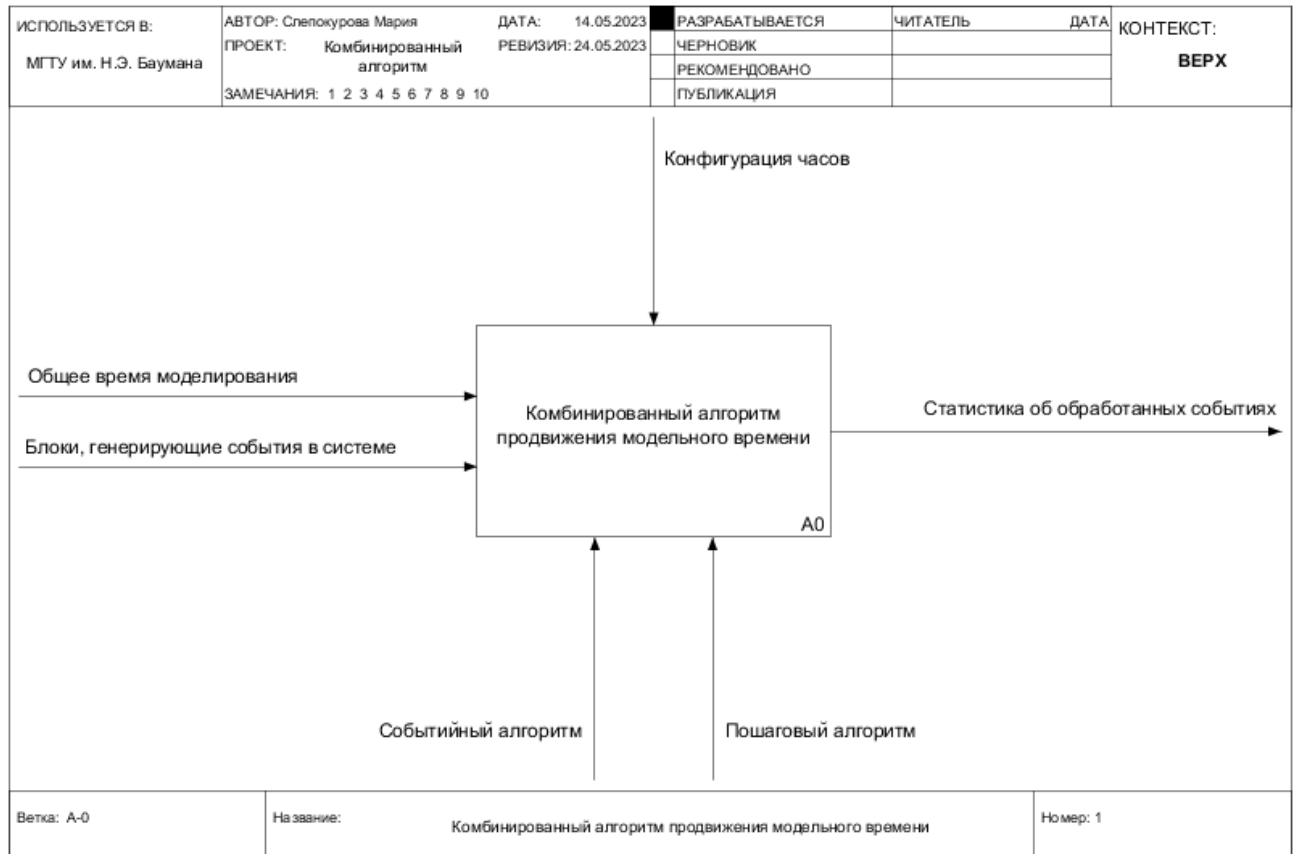 ИСПОЛЬЗУЕТСЯ В:
МГТУ им. Н.Э. Баумана
АВТОР: Слепокурова Мария
ДАТА: 14.05.2023
ПРОЕКТ: Комбинированный
алгоритм
РЕВИЗИЯ: 24.05.2023
ЗАМЕЧАНИЯ: 1 2 3 4 5 6 7 8 9 10
РАЗРАБАТЫВАЕТСЯ
ЧЕРНОВИК
РЕКОМЕНДОВАНО
ПУБЛИКАЦИЯ
ЧИТАТЕЛЬ ДАТА
КОНТЕКСТ:
ВЕРХ
Конфигурация часов
Общее время моделирования
Блоки, генерирующие события в системе
Комбинированный алгоритм
продвижения модельного времени
A0
Статистика об обработанных событиях
Событийный алгоритм
Пошаговый алгоритм
Ветка: A-0
Название: Комбинированный алгоритм продвижения модельного времени
Номер: 1